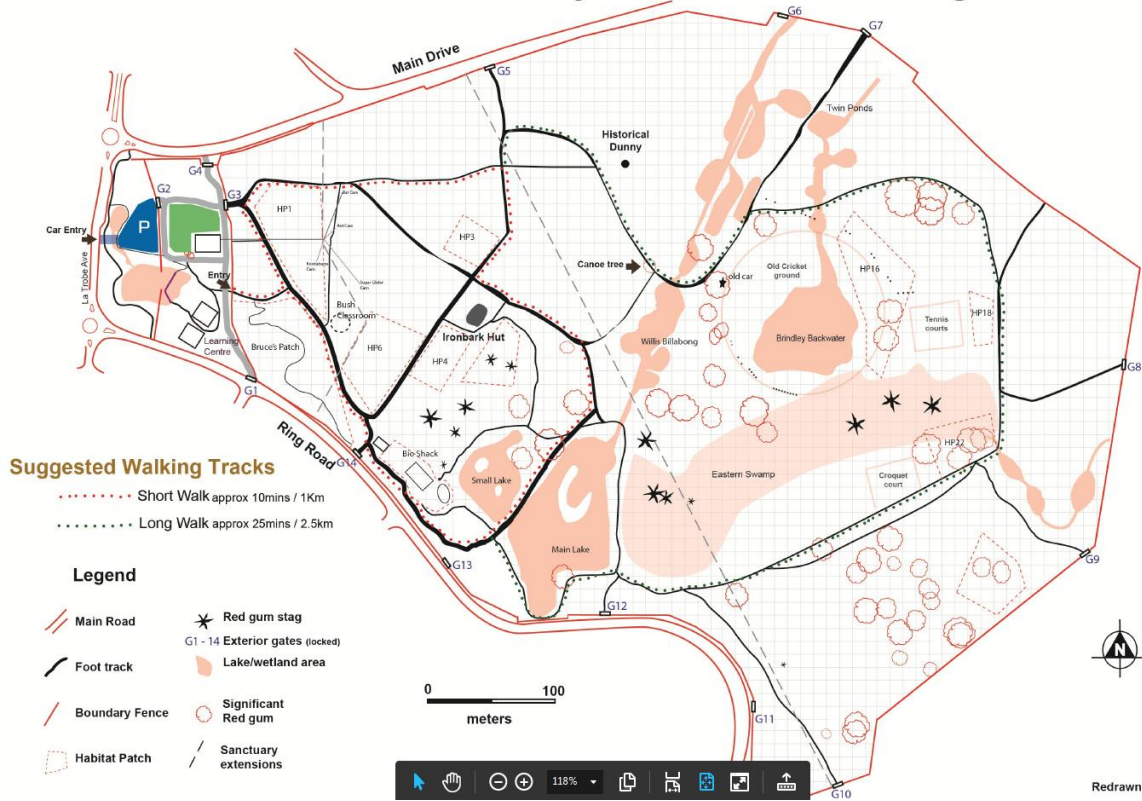 G6
G7
Main Drive
G5
Twin Ponds
Historical
Dunny
G4
G2
G3
P
HP1
HP3
HP16
Car Entry
La Trobe Ave
Entry
Canoe tree
old car
Old Cricket
ground
Sugar Glider
Cam
Bush
Classroom
HP18
Tennis
courts
Ironbark Hut
Willis Billabong
Brindley Backwater
Learning
Centre
Bruce's Patch
HP6
HP4
G8
G1
Ring Road
G14
Bio Shack
HP22
Suggested Walking Tracks
Short Walk approx 10mins / 1Km
Long Walk approx 25mins / 2.5km
Small Lake
Eastern Swamp
Croquet
court
Main Lake
G9
G13
G12
Legend
Main Road
Red gum stag
G1 - 14 Exterior gates (locked)
Foot track
Lake/wetland area
Boundary Fence
Significant
Red gum
Habitat Patch
Sanctuary
extensions
0 100
meters
N
G11
118%
G10
Redrawn